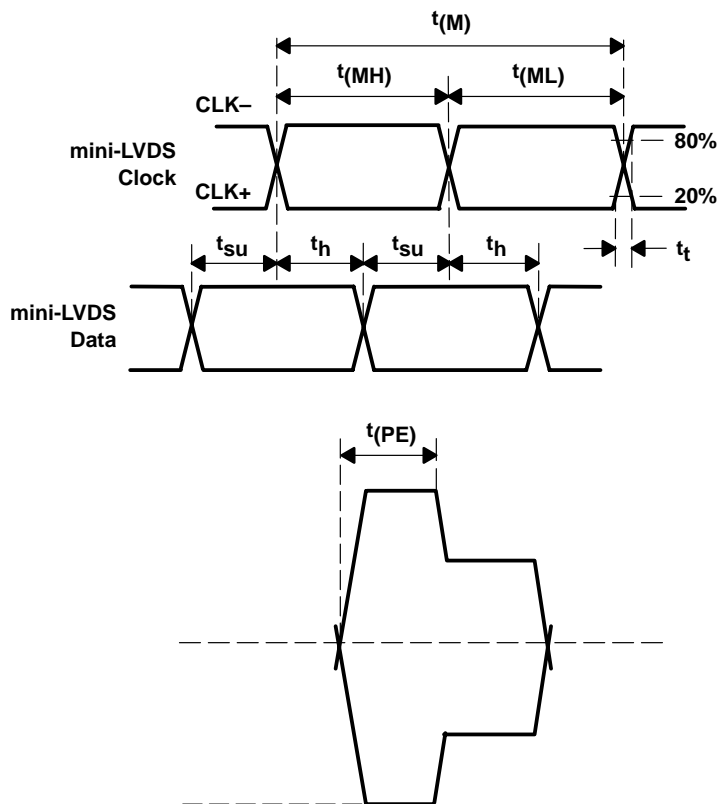 t(M)
t(MH) t(ML)
CLK–
mini-LVDS
Clock
80%
CLK+
20%
tsu th tsu th tt
mini-LVDS
Data
t(PE)